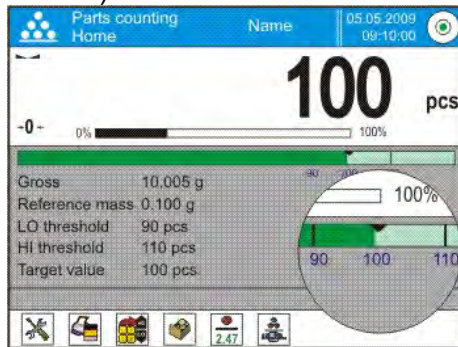 Parts counting
Home
Name
05.05.2009
09:10:00
100 pcs
-0-
0% 100%
Gross 10.005 g
Reference mass 0.100 g
LO threshold 90 pcs
HI threshold 110 pcs
Target value 100 pcs
90
100%
90 100 110
2.47